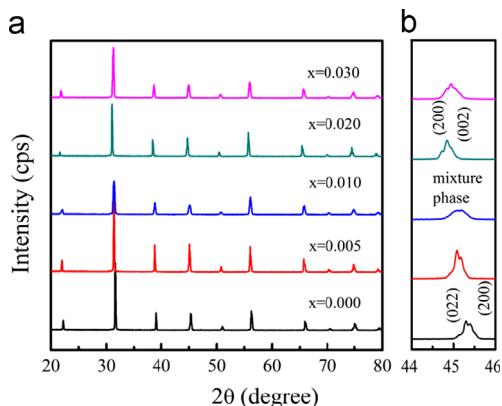 a
b
Intensity (cps)
x=0.030
x=0.020
x=0.010
x=0.005
x=0.000
20 30 40 50 60 70 80
2θ (degree)
(200)
(002)
mixture
phase
(022)
(200)
44 45 46